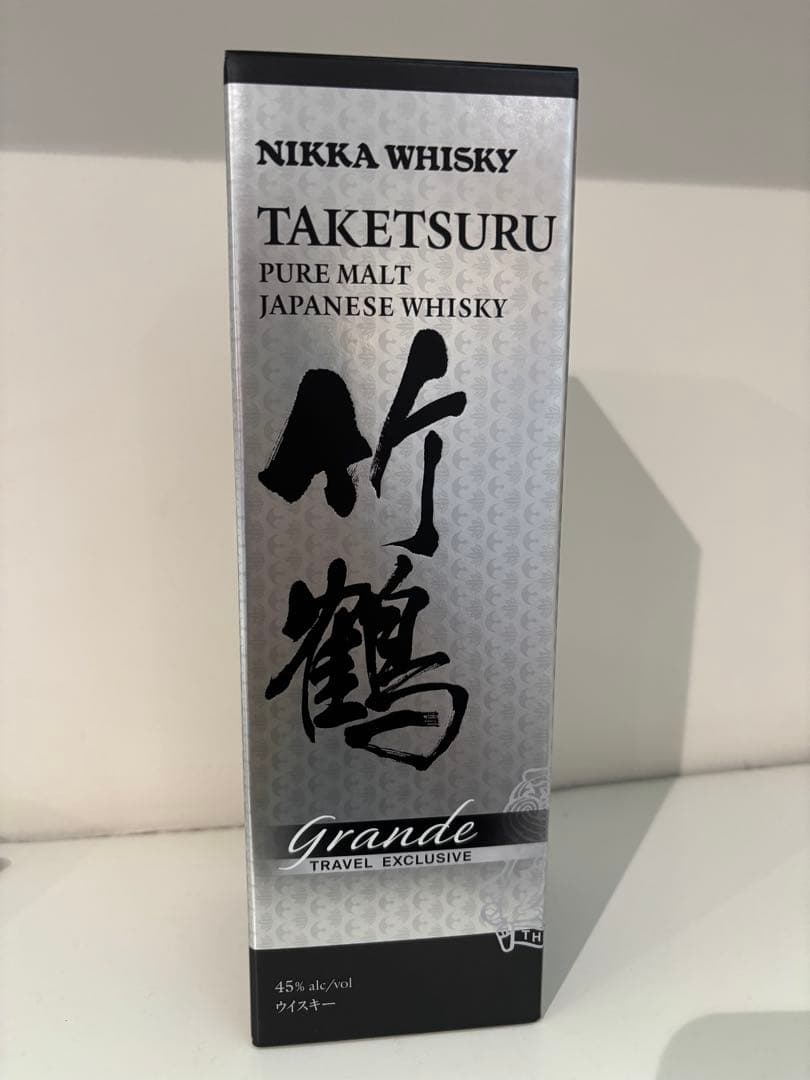 NIKKA WHISKY
TAKETSURU
PURE MALT
JAPANESE WHISKY
竹
鶴
Grande
TRAVEL EXCLUSIVE
TH
45% alc/vol
ウイスキー